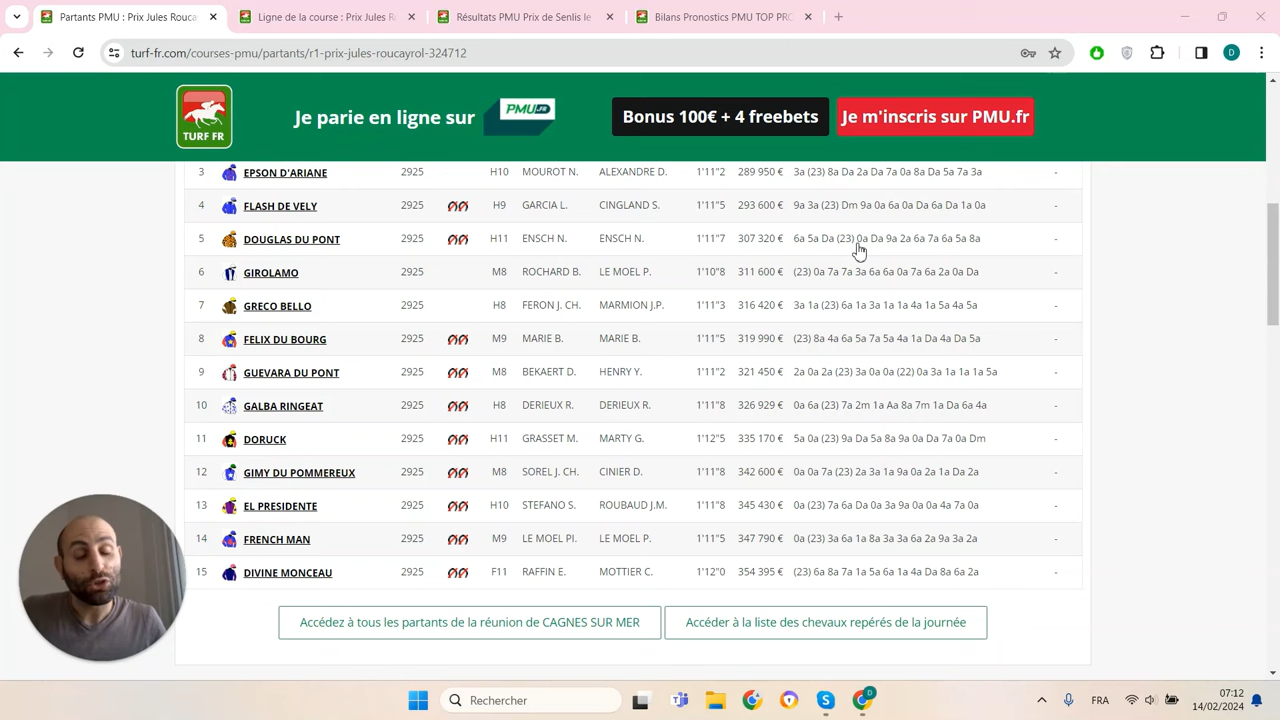 Partants PMU : Prix Jules Rouca
Ligne de la course : Prix Jules R
Résultats PMU Prix de Senlis le
Bilans Pronostics PMU TOP PRO
turf-fr.com/courses-pmu/partants/r1-prix-jules-roucayrol-324712
D
TURF FR
Je parie en ligne sur
PMU.FR
Bonus 100€ + 4 freebets
Je m'inscris sur PMU.fr
3 EPSON D'ARIANE 2925 H10 MOUROT N. ALEXANDRE D. 1'11"2 289 950 € 3a (23) 8a Da 2a Da 7a 0a 8a Da 5a 7a 3a -
4 FLASH DE VELY 2925 H9 GARCIA L. CINGLAND S. 1'11"5 293 600 € 9a 3a (23) Dm 9a 0a 6a 0a Da 6a Da 1a 0a -
5 DOUGLAS DU PONT 2925 H11 ENSCH N. ENSCH N. 1'11"7 307 320 € 6a 5a Da (23) 0a Da 9a 2a 6a 7a 6a 5a 8a -
6 GIROLAMO 2925 M8 ROCHARD B. LE MOEL P. 1'10"8 311 600 € (23) 0a 7a 7a 3a 6a 6a 0a 7a 8a 2a 0a Da -
7 GRECO BELLO 2925 H8 FERON J. CH. MARMION J.P. 1'11"3 316 420 € 3a 1a (23) 6a 1a 3a 1a 1a 4a 1a 5a 4a 5a -
8 FELIX DU BOURG 2925 M9 MARIE B. MARIE B. 1'11"5 319 990 € (23) 8a 4a 6a 5a 7a 5a 4a 1a Da 4a Da 5a -
9 GUEVARA DU PONT 2925 M8 BEKAERT D. HENRY Y. 1'11"2 321 450 € 2a 0a 2a (23) 3a 0a 0a (22) 0a 3a 1a 1a 1a 5a -
10 GALBA RINGEAT 2925 H8 DERIEUX R. DERIEUX R. 1'11"8 326 929 € 0a 6a (23) 7a 2m 1a Aa 8a 7m 1a Da 6a 4a -
11 DORUCK 2925 H11 GRASSET M. MARTY G. 1'12"5 335 170 € 5a 0a (23) 9a Da 5a 8a 9a 0a Da 7a 0a Dm -
12 GIMY DU POMMEREUX 2925 M8 SOREL J. CH. CINIER D. 1'11"8 342 600 € 0a 0a 7a (23) 2a 3a 1a 9a 0a 2a 1a Da 2a -
13 EL PRESIDENTE 2925 H10 STEFANO S. ROUBAUD J.M. 1'11"8 345 430 € 0a (23) 7a 6a Da 0a 3a 9a 0a 0a 4a 7a 0a -
14 FRENCH MAN 2925 M9 LE MOEL PI. LE MOEL P. 1'11"5 347 790 € 0a (23) 3a 6a 1a 8a 3a 3a 6a 1a 9a 3a 2a -
15 DIVINE MONCEAU 2925 F11 RAFFIN E. MOTTIER C. 1'12"0 354 395 € (23) 6a 8a 7a 1a 5a 6a 1a 4a Da 8a 6a 2a -
Accédez à tous les partants de la réunion de CAGNES SUR MER
Accéder à la liste des chevaux repérés de la journée
Rechercher
D
FRA
07:12
14/02/2024